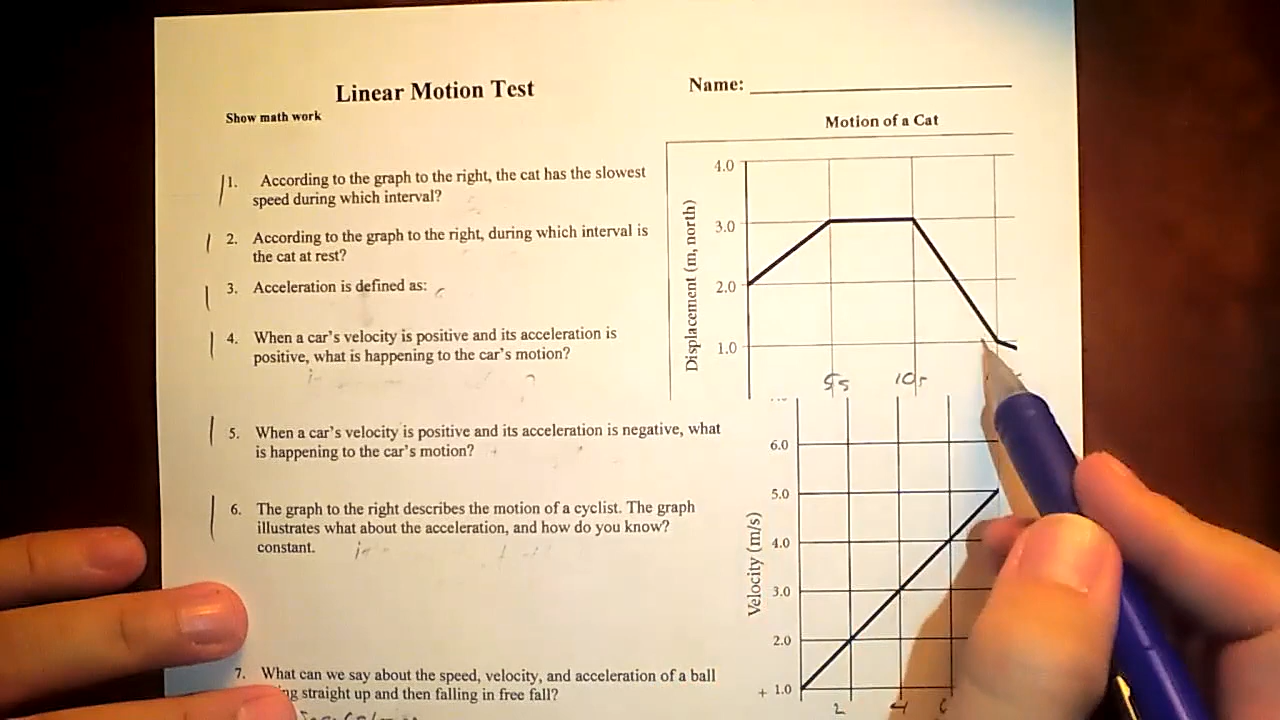 Linear Motion Test
Name:
Show math work
Motion of a Cat
1. According to the graph to the right, the cat has the slowest
speed during which interval?
2. According to the graph to the right, during which interval is
the cat at rest?
3. Acceleration is defined as:
4. When a car's velocity is positive and its acceleration is
positive, what is happening to the car's motion?
5. When a car's velocity is positive and its acceleration is negative, what
is happening to the car's motion?
6. The graph to the right describes the motion of a cyclist. The graph
illustrates what about the acceleration, and how do you know?
constant.
7. What can we say about the speed, velocity, and acceleration of a ball
straight up and then falling in free fall?
Displacement (m, north)
4.0
3.0
2.0
1.0
5s 10s
Velocity (m/s)
6.0
5.0
4.0
3.0
2.0
+ 1.0
2 4 6